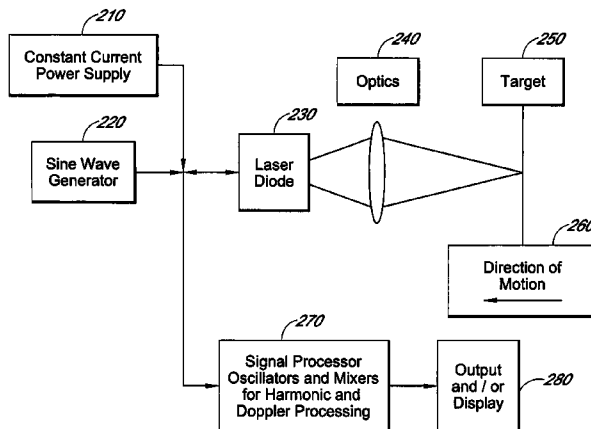 210
Constant Current
Power Supply
220
Sine Wave
Generator
230
Laser
Diode
240
Optics
250
Target
260
Direction of
Motion
270
Signal Processor
Oscillators and Mixers
for Harmonic and
Doppler Processing
Output
and / or
Display
280